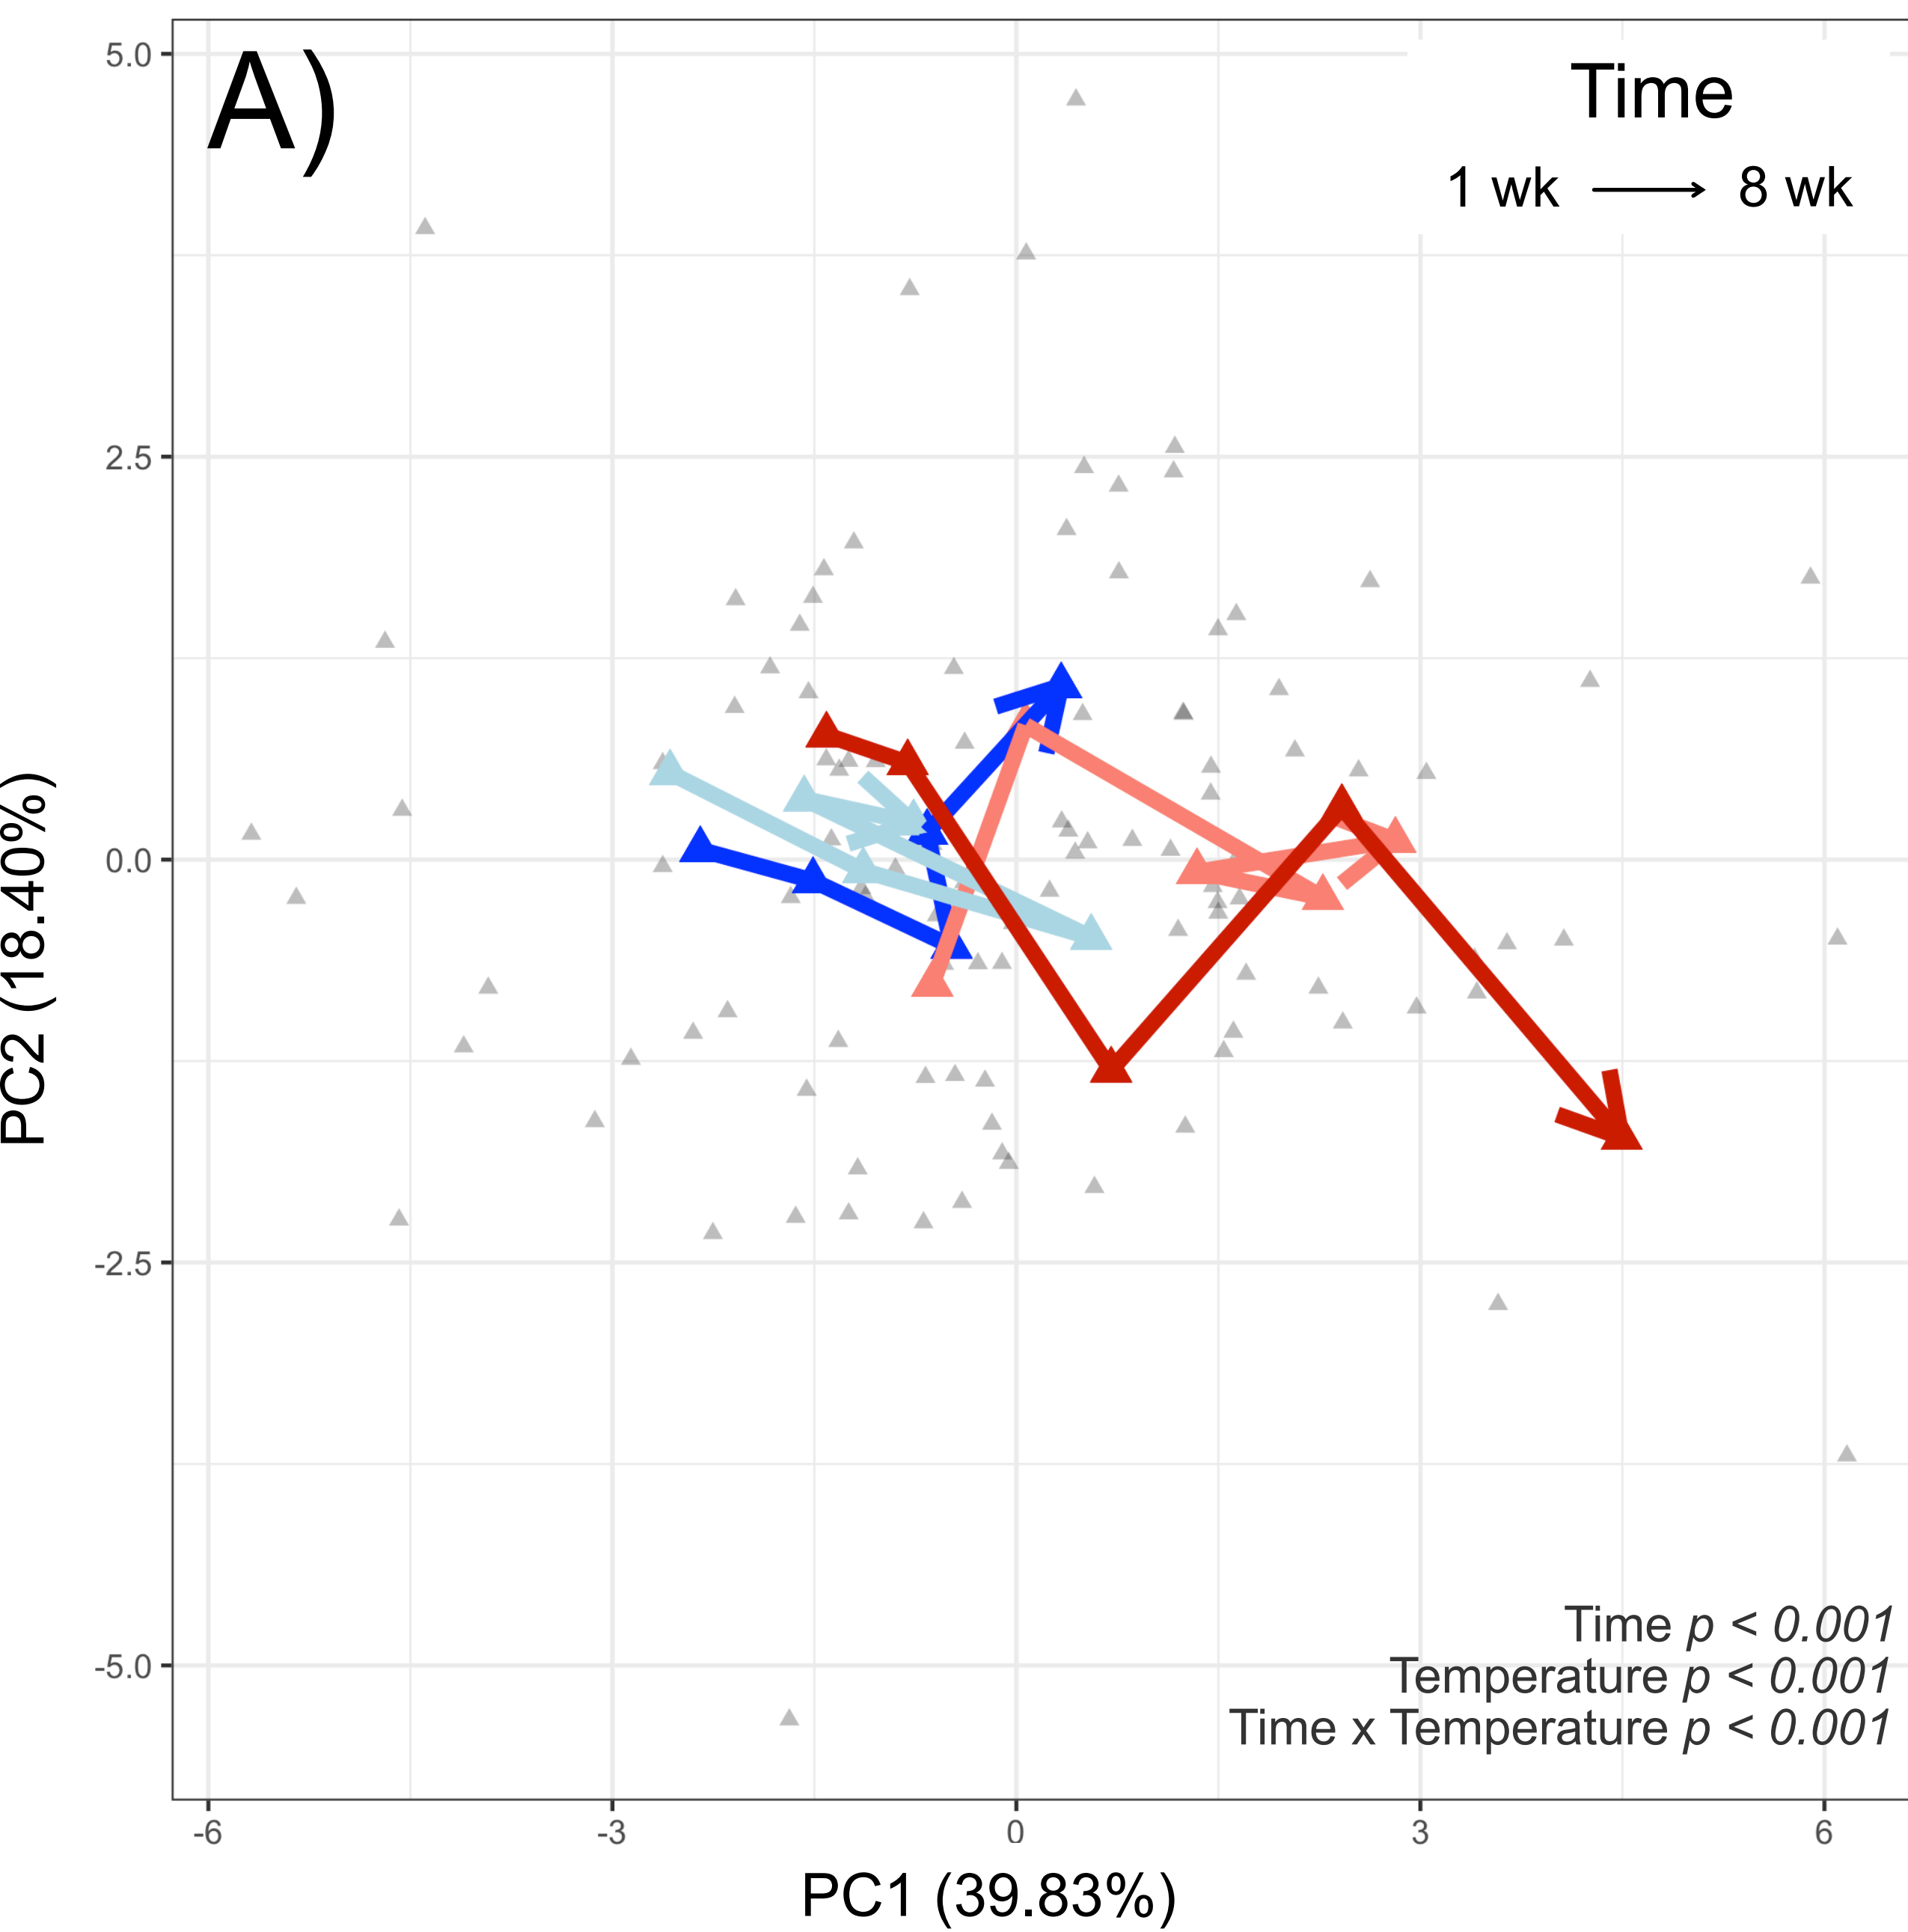 A)
Time
1 wk → 8 wk
5.0
2.5
0.0
-2.5
-5.0
PC2 (18.40%)
Time p < 0.001
Temperature p < 0.001
Time x Temperature p < 0.001
-6 -3 0 3 6
PC1 (39.83%)